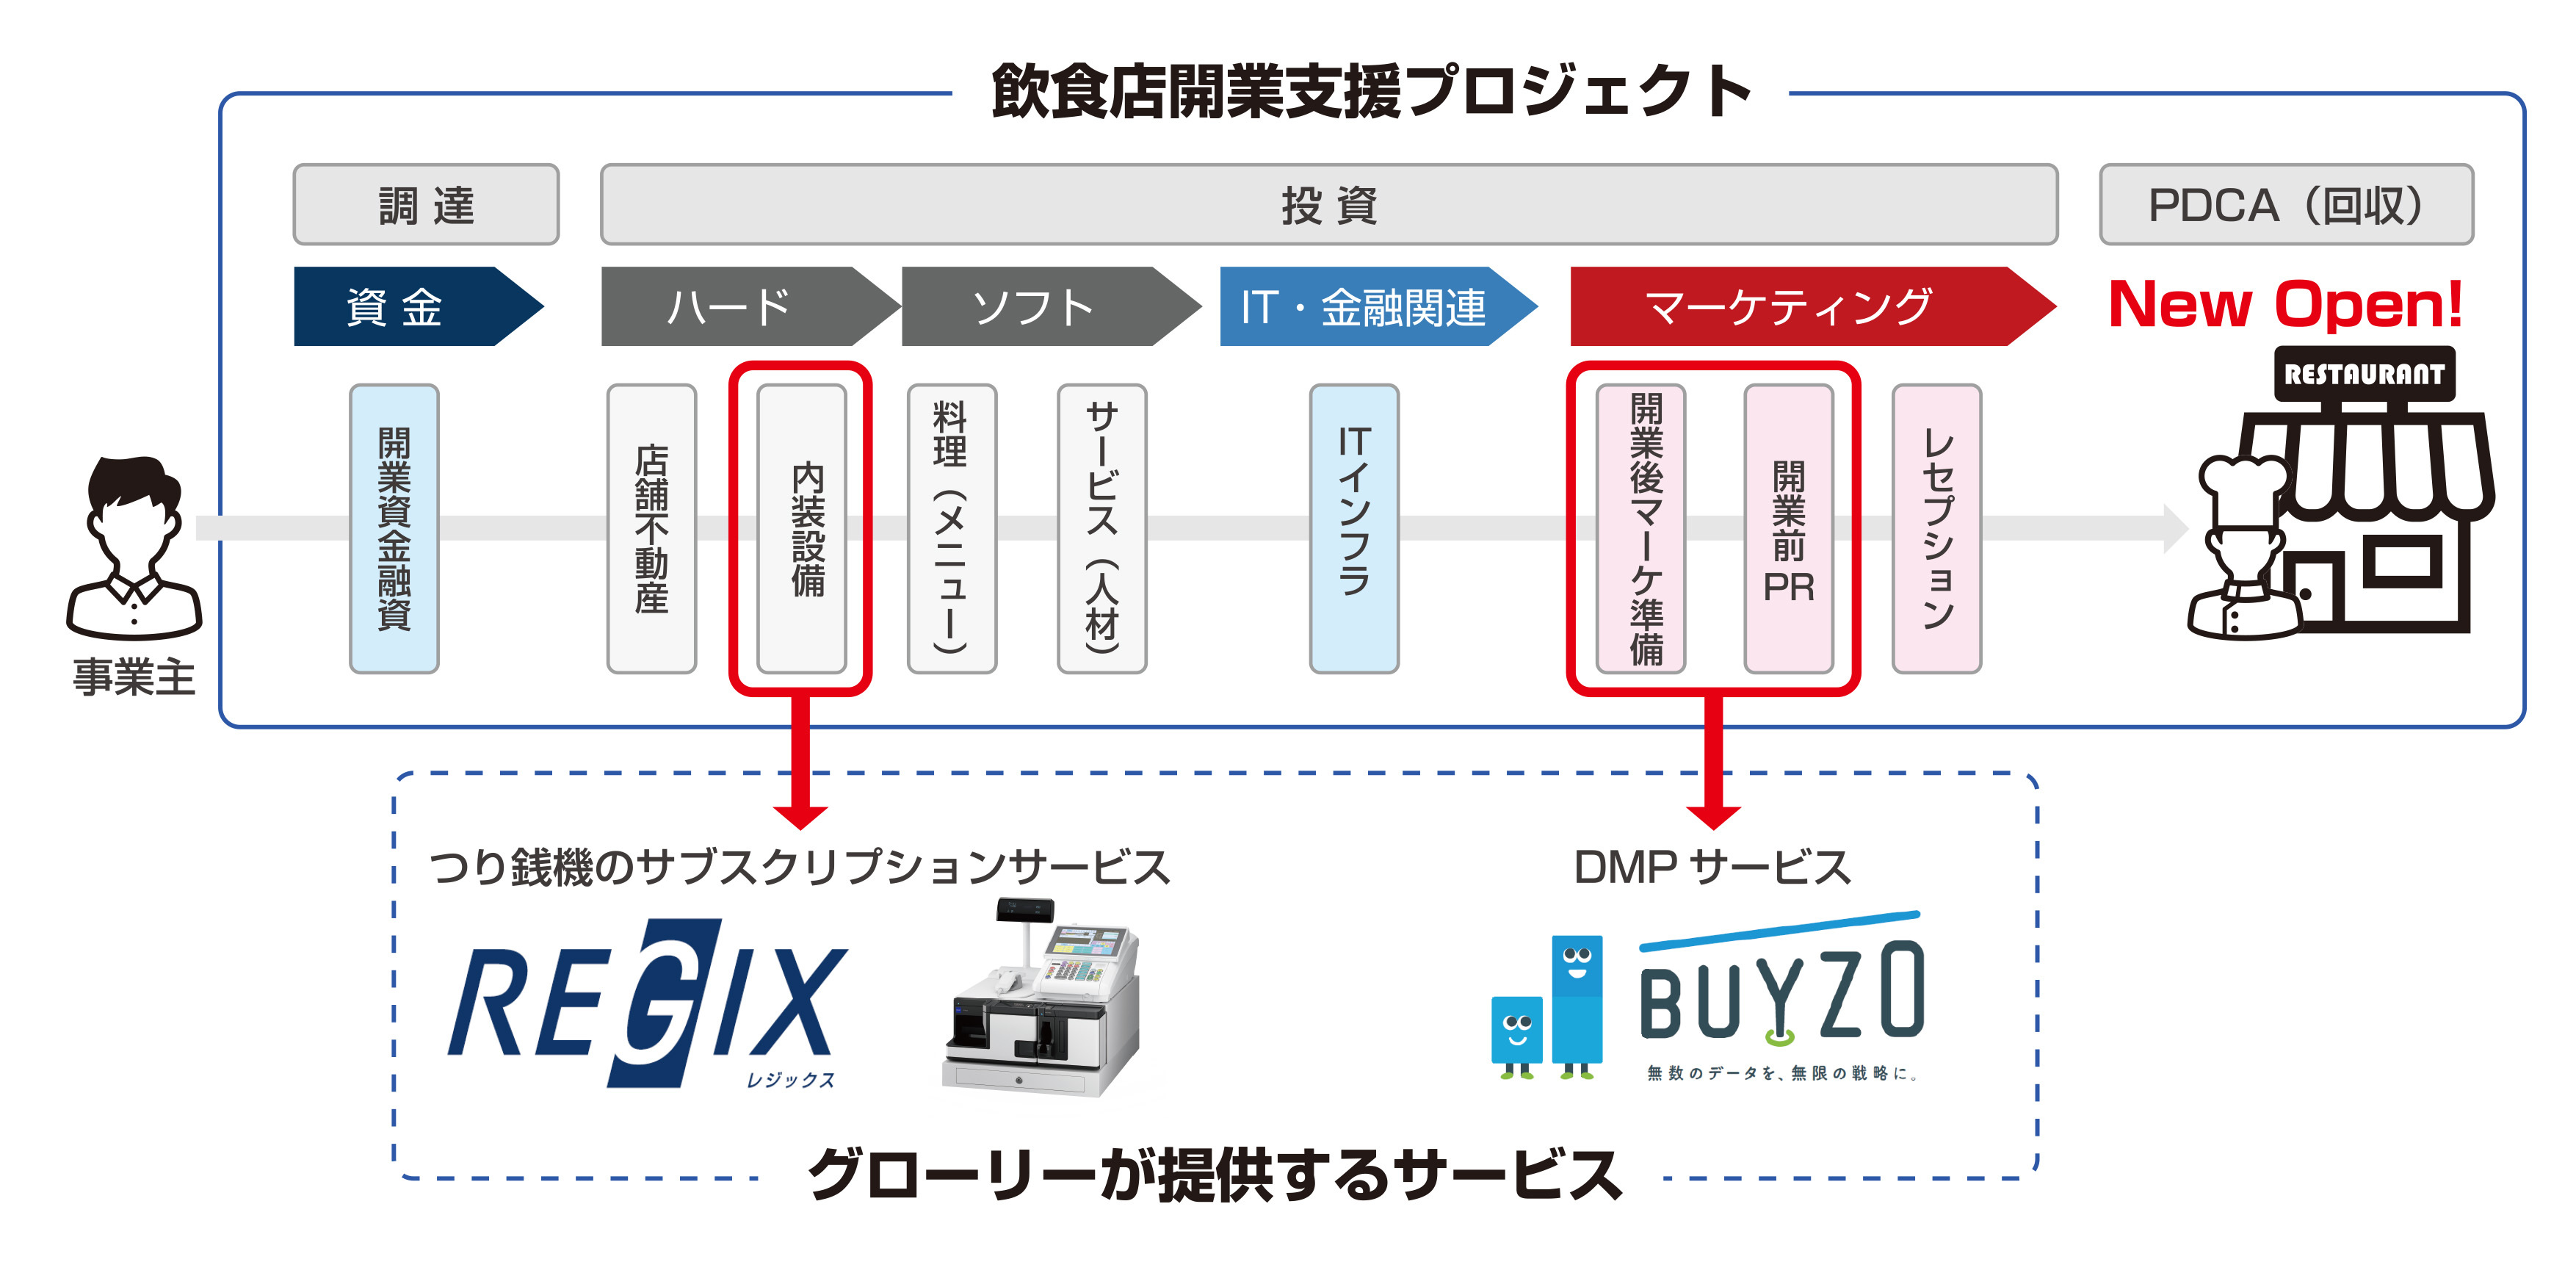 飲食店開業支援プロジェクト
調 達
投 資
PDCA（回収）
資 金
ハード
ソフト
IT・金融関連
マーケティング
New Open!
RESTAURANT
事業主
開業資金融資
店舗不動産
内装設備
料理（メニュー）
サービス（人材）
ITインフラ
開業後マーケ準備
開業前PR
レセプション
つり銭機のサブスクリプションサービス
REGIX
レジックス
DMP サービス
BUYZO
無数のデータを、無限の戦略に。
グローリーが提供するサービス